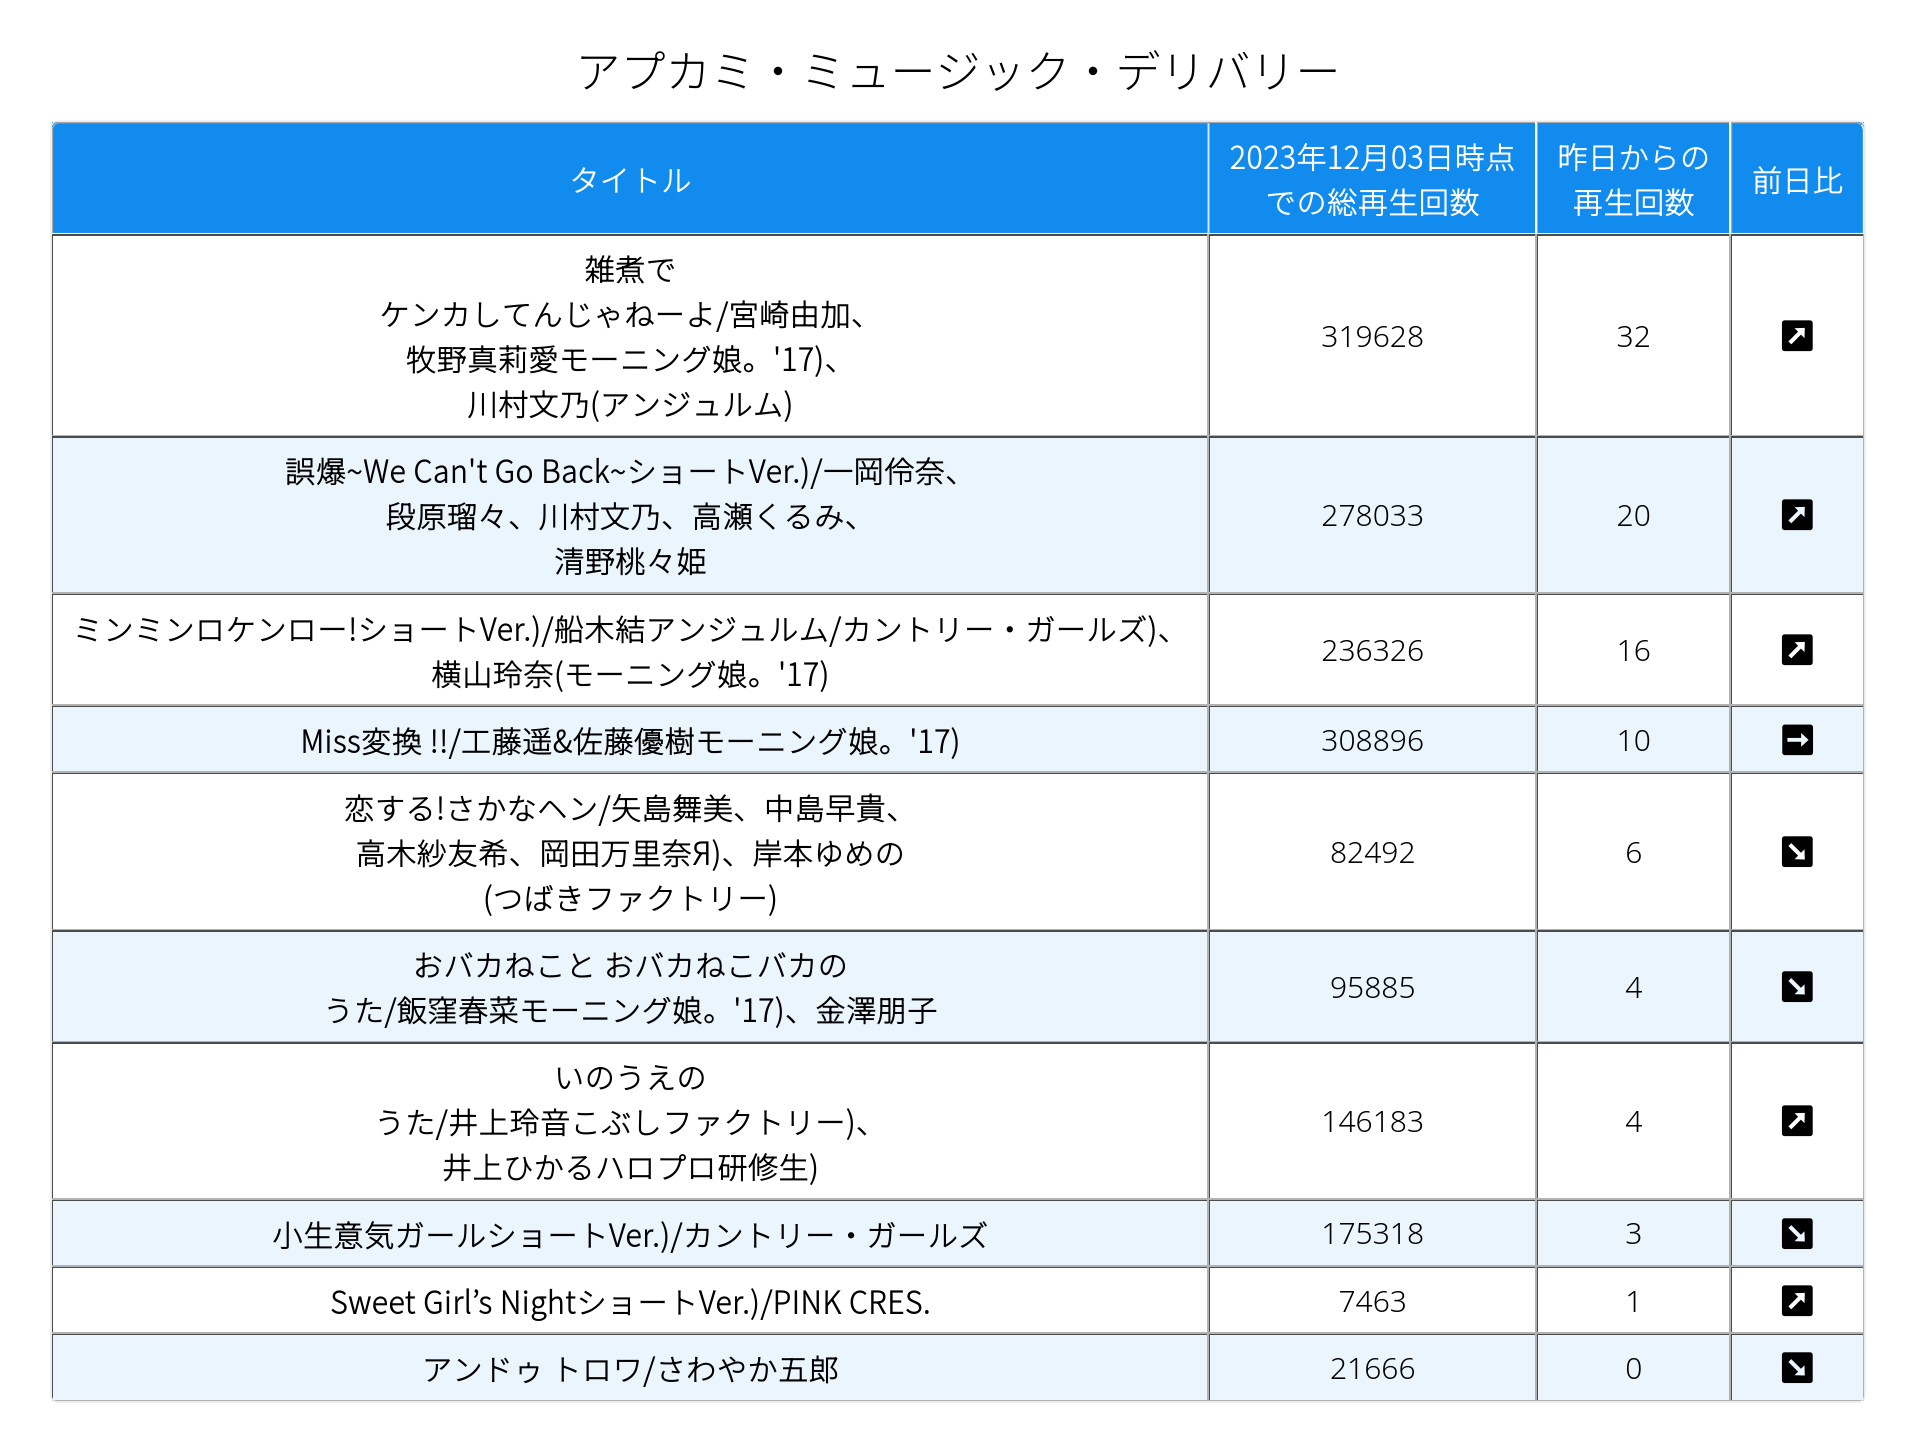 アプカミ・ミュージック・デリバリー
タイトル
2023年12月03日時点
での総再生回数
昨日からの
再生回数
前日比
雑煮で
ケンカしてんじゃねーよ/宮崎由加、
牧野真莉愛モーニング娘。'17)、
川村文乃(アンジュルム)
319628
32
誤爆~We Can't Go Back~ショートVer.)/一岡伶奈、
段原瑠々、川村文乃、高瀬くるみ、
清野桃々姫
278033
20
ミンミンロケンロー!ショートVer.)/船木結アンジュルム/カントリー・ガールズ)、
横山玲奈(モーニング娘。'17)
236326
16
Miss変換 !!/工藤遥&佐藤優樹モーニング娘。'17)
308896
10
恋する!さかなヘン/矢島舞美、中島早貴、
高木紗友希、岡田万里奈Я)、岸本ゆめの
(つばきファクトリー)
82492
6
おバカねこと おバカねこバカの
うた/飯窪春菜モーニング娘。'17)、金澤朋子
95885
4
いのうえの
うた/井上玲音こぶしファクトリー)、
井上ひかるハロプロ研修生)
146183
4
小生意気ガールショートVer.)/カントリー・ガールズ
175318
3
Sweet Girl’s NightショートVer.)/PINK CRES.
7463
1
アンドゥ トロワ/さわやか五郎
21666
0